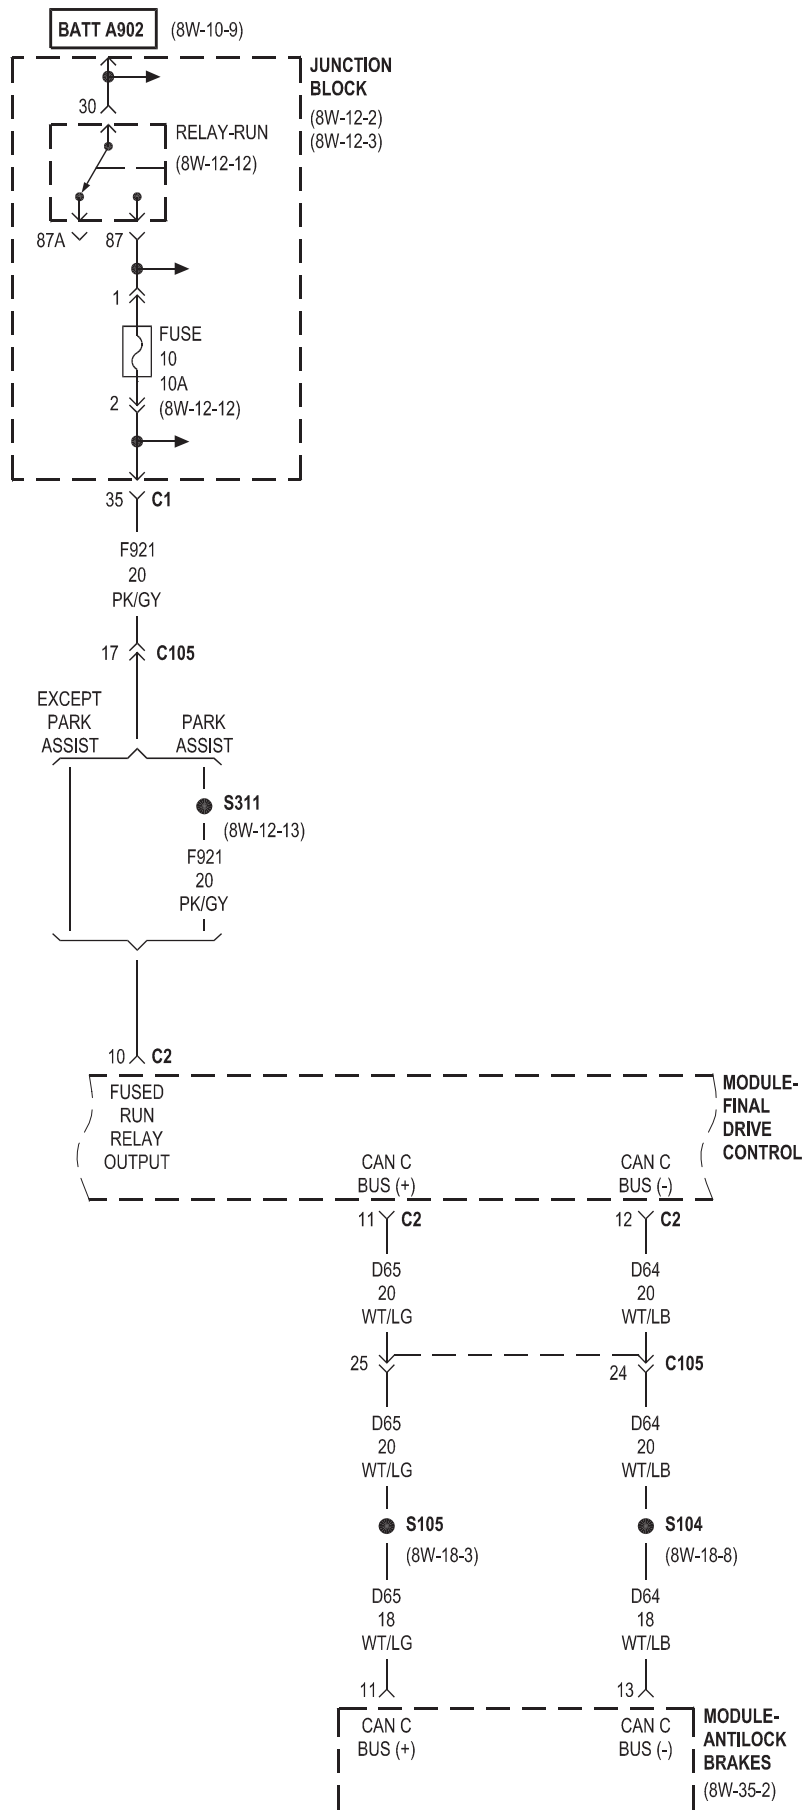 BATT A902 (8W-10-9)
JUNCTION
BLOCK
(8W-12-2)
(8W-12-3)
30
RELAY-RUN
(8W-12-12)
87A 87
1
FUSE
10
10A
2 (8W-12-12)
35 C1
F921
20
PK/GY
17 C105
EXCEPT
PARK
ASSIST
PARK
ASSIST
S311
(8W-12-13)
F921
20
PK/GY
10 C2
FUSED
RUN
RELAY
OUTPUT
MODULE-
FINAL
DRIVE
CONTROL
CAN C
BUS (+)
CAN C
BUS (-)
11 C2
12 C2
D65
20
WT/LG
D64
20
WT/LB
25
24 C105
D65
20
WT/LG
D64
20
WT/LB
S105
(8W-18-3)
S104
(8W-18-8)
D65
18
WT/LG
D64
18
WT/LB
11
13
CAN C
BUS (+)
CAN C
BUS (-)
MODULE-
ANTILOCK
BRAKES
(8W-35-2)